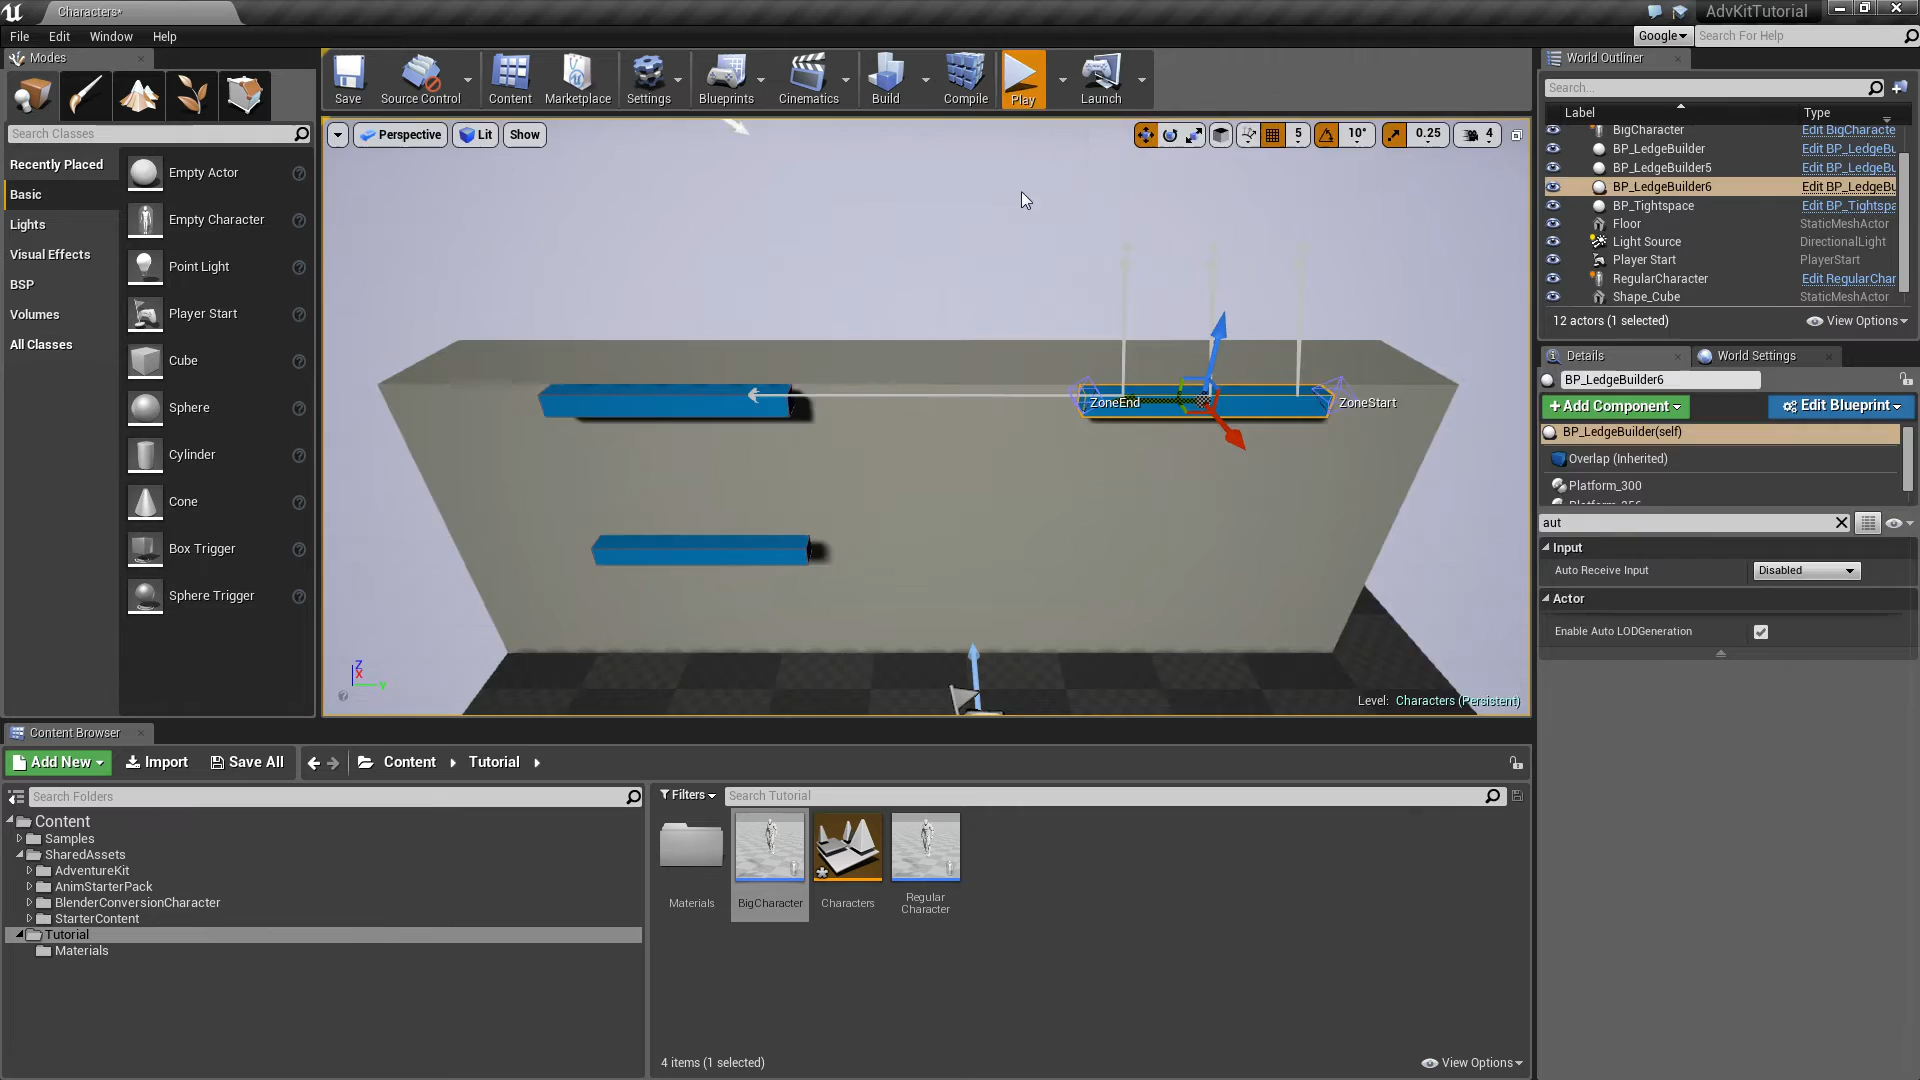 Characters*
AdvKitTutorial
File Edit Window Help
Google
Search For Help
Modes
Search Classes
Recently Placed
Basic
Lights
Visual Effects
BSP
Volumes
All Classes
Empty Actor
Empty Character
Point Light
Player Start
Cube
Sphere
Cylinder
Cone
Box Trigger
Sphere Trigger
Save
Source Control
Content
Marketplace
Settings
Blueprints
Cinematics
Build
Compile
Play
Launch
Perspective
Lit
Show
5
10°
0.25
4
ZoneEnd
ZoneStart
Z
X
Y
Level: Characters (Persistent)
World Outliner
Search...
Label Type
BigCharacter Edit BigCharacte
BP_LedgeBuilder Edit BP_LedgeBu
BP_LedgeBuilder5 Edit BP_LedgeBu
BP_LedgeBuilder6 Edit BP_LedgeBu
BP_Tightspace Edit BP_Tightspa
Floor StaticMeshActor
Light Source DirectionalLight
Player Start PlayerStart
RegularCharacter Edit RegularChar
Shape_Cube StaticMeshActor
12 actors (1 selected)
View Options
Details
World Settings
BP_LedgeBuilder6
+Add Component
Edit Blueprint
BP_LedgeBuilder(self)
Overlap (Inherited)
Platform_300
aut
Input
Auto Receive Input Disabled
Actor
Enable Auto LODGeneration
Content Browser
Add New
Import
Save All
Content
Tutorial
Search Folders
Content
Samples
SharedAssets
AdventureKit
AnimStarterPack
BlenderConversionCharacter
StarterContent
Tutorial
Materials
Filters
Search Tutorial
Materials
BigCharacter
Characters
Regular
Character
4 items (1 selected)
View Options